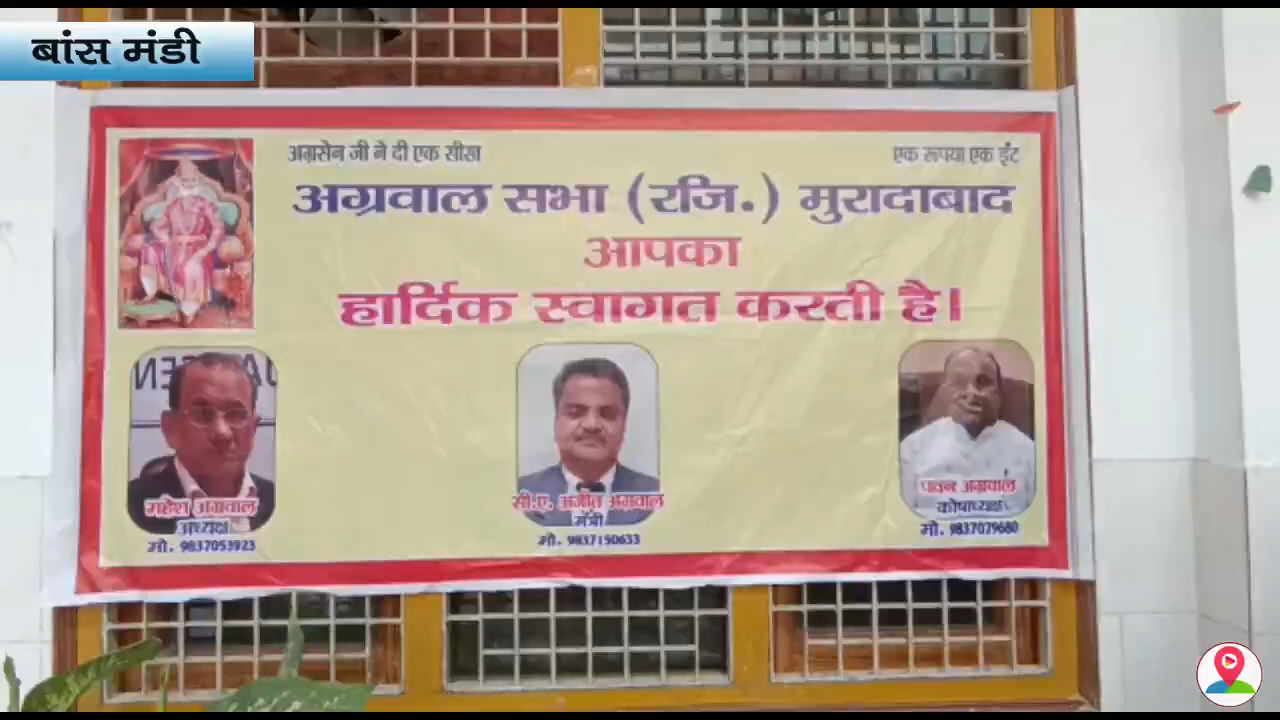 बांस मंडी
अग्रसेन जी ने दी एक सीख
एक रूपया एक ईंट
अग्रवाल सभा (रजि.) मुरादाबाद
आपका
हार्दिक स्वागत करती है।
महेश अग्रवाल
अध्यक्ष
मो. 9837053923
सी.ए. अजीत अग्रवाल
मंत्री
मो. 9837150633
पवन अग्रवाल
कोषाध्यक्ष
मो. 9837079680